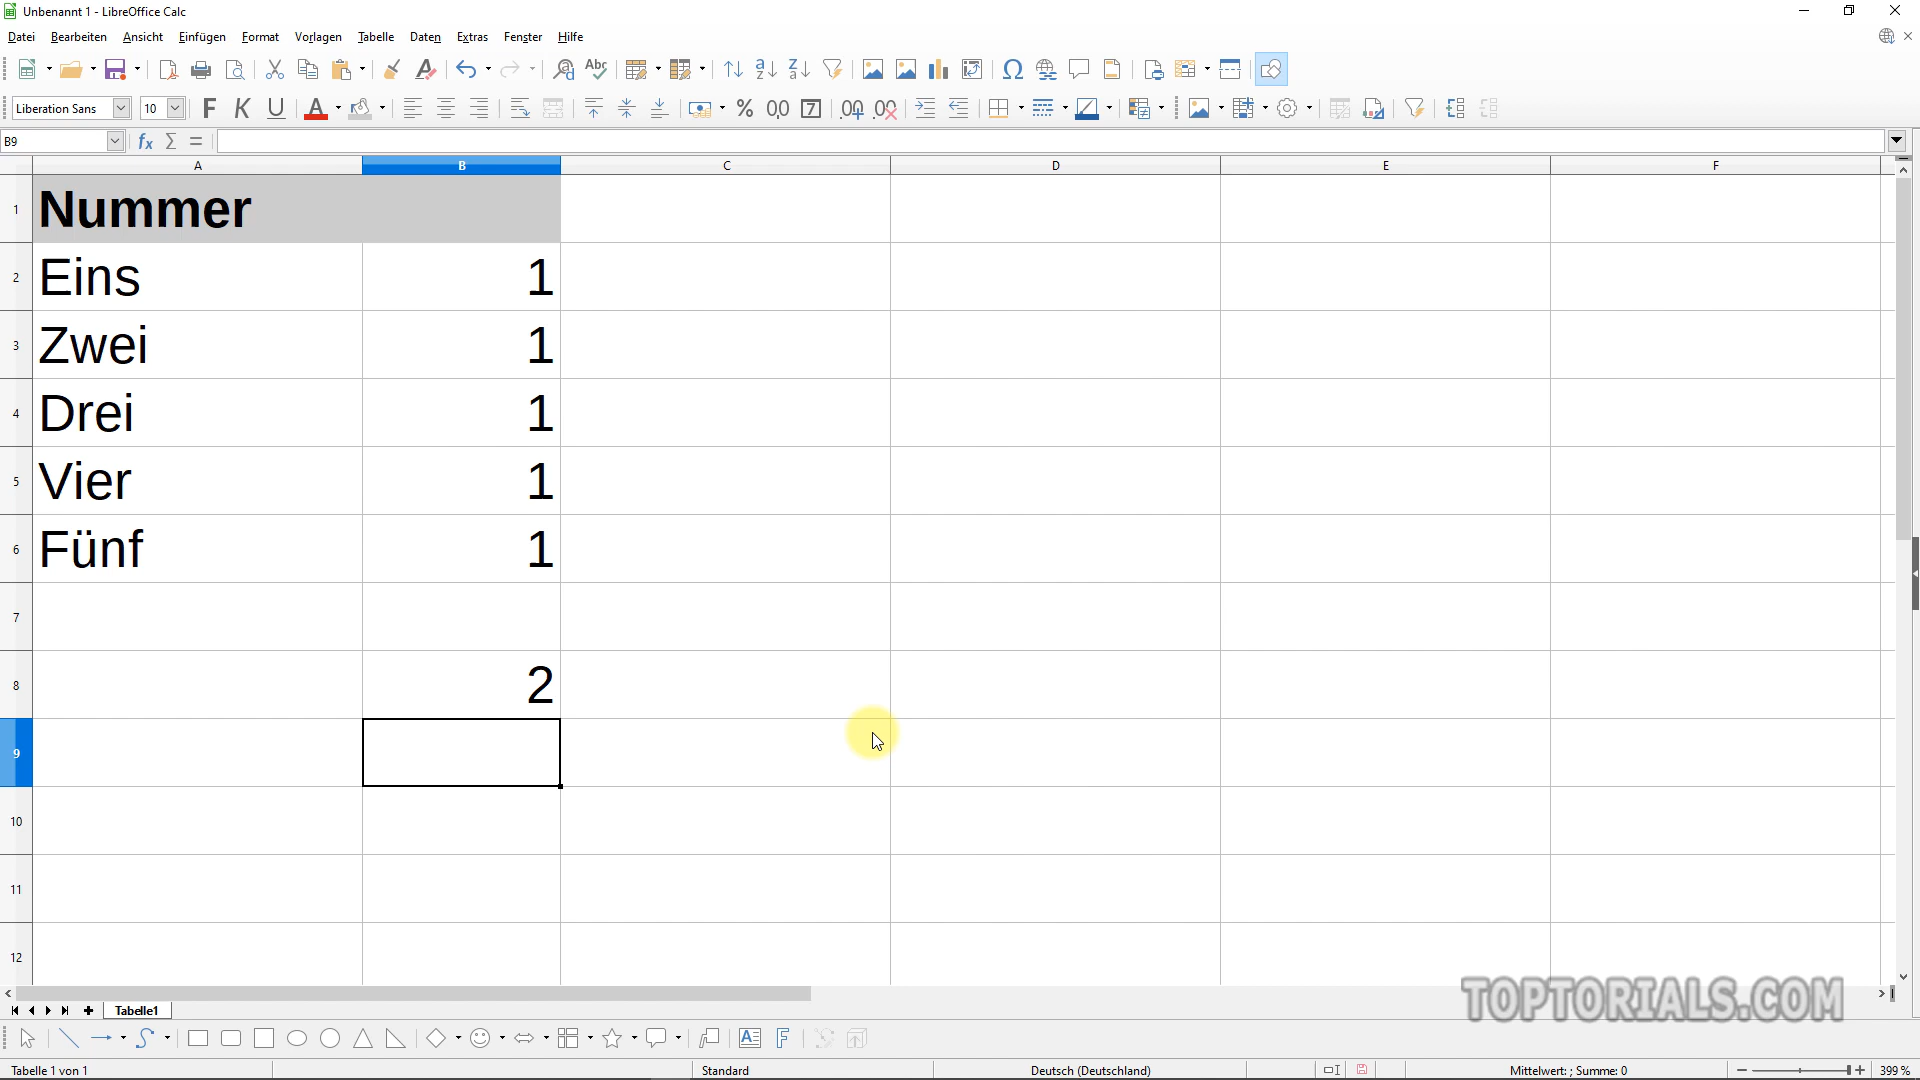 Unbenannt 1 - LibreOffice Calc
Datei Bearbeiten Ansicht Einfügen Format Vorlagen Tabelle Daten Extras Fenster Hilfe
Liberation Sans 10 F K U
B9
A B C D E F
1 Nummer
2 Eins 1
3 Zwei 1
4 Drei 1
5 Vier 1
6 Fünf 1
7
8 2
9
10
11
12
TOPTORIALS.COM
Tabelle1
Tabelle 1 von 1 Standard Deutsch (Deutschland) Mittelwert: ; Summe: 0 399 %